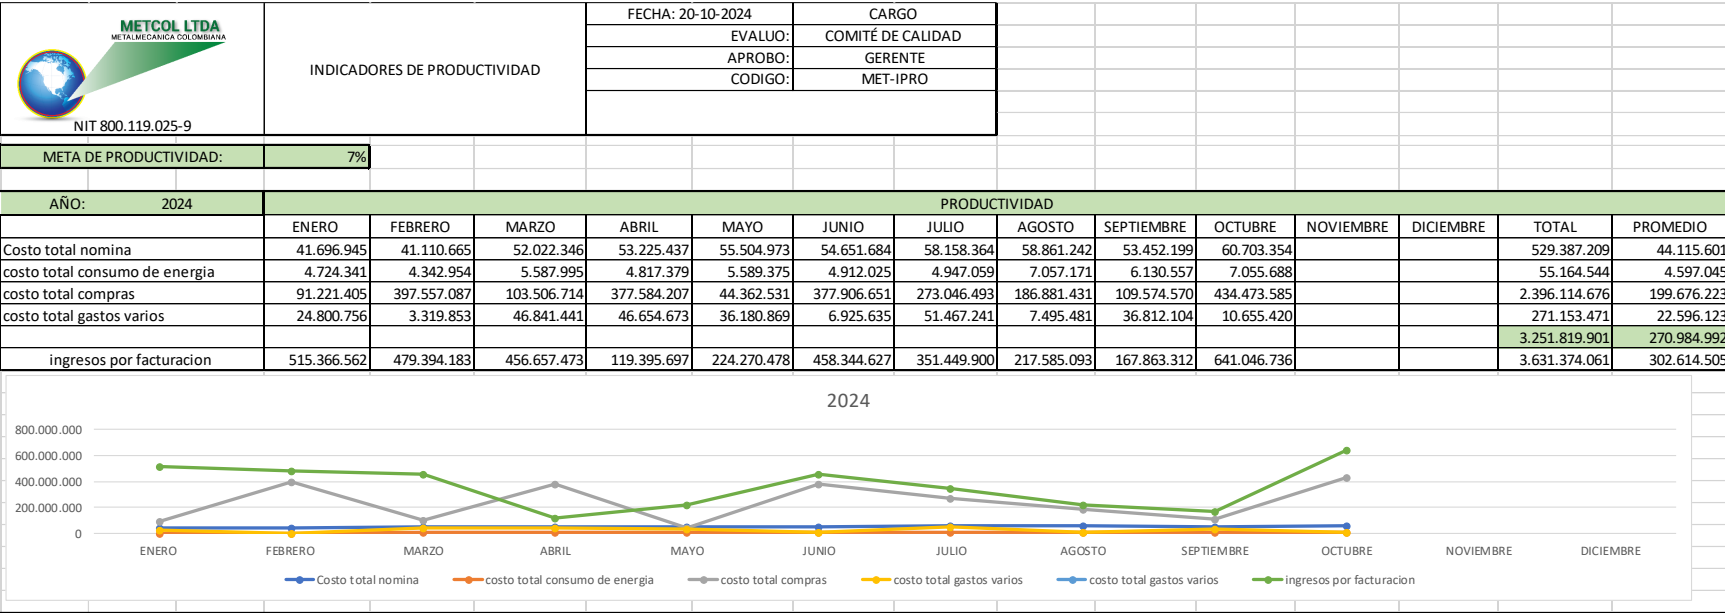 METCOL LTDA
METALMECANICA COLOMBIANA
NIT 800.119.025-9
INDICADORES DE PRODUCTIVIDAD
FECHA: 20-10-2024 CARGO
EVALUO: COMITÉ DE CALIDAD
APROBO: GERENTE
CODIGO: MET-IPRO
META DE PRODUCTIVIDAD: 7%
AÑO: 2024 PRODUCTIVIDAD
ENERO FEBRERO MARZO ABRIL MAYO JUNIO JULIO AGOSTO SEPTIEMBRE OCTUBRE NOVIEMBRE DICIEMBRE TOTAL PROMEDIO
Costo total nomina 41.696.945 41.110.665 52.022.346 53.225.437 55.504.973 54.651.684 58.158.364 58.861.242 53.452.199 60.703.354 529.387.209 44.115.601
costo total consumo de energia 4.724.341 4.342.954 5.587.995 4.817.379 5.589.375 4.912.025 4.947.059 7.057.171 6.130.557 7.055.688 55.164.544 4.597.045
costo total compras 91.221.405 397.557.087 103.506.714 377.584.207 44.362.531 377.906.651 273.046.493 186.881.431 109.574.570 434.473.585 2.396.114.676 199.676.223
costo total gastos varios 24.800.756 3.319.853 46.841.441 46.654.673 36.180.869 6.925.635 51.467.241 7.495.481 36.812.104 10.655.420 271.153.471 22.596.123
3.251.819.901 270.984.992
ingresos por facturacion 515.366.562 479.394.183 456.657.473 119.395.697 224.270.478 458.344.627 351.449.900 217.585.093 167.863.312 641.046.736 3.631.374.061 302.614.505
2024
800.000.000
600.000.000
400.000.000
200.000.000
0
ENERO FEBRERO MARZO ABRIL MAYO JUNIO JULIO AGOSTO SEPTIEMBRE OCTUBRE NOVIEMBRE DICIEMBRE
Costo total nomina costo total consumo de energia costo total compras costo total gastos varios costo total gastos varios ingresos por facturacion